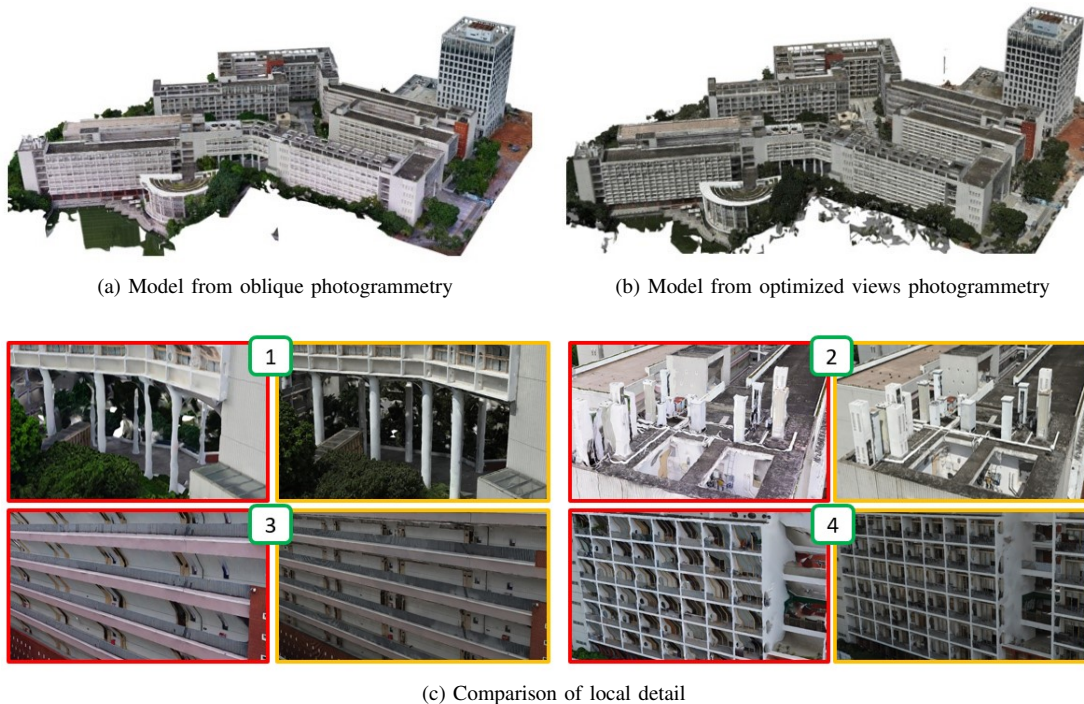 (a) Model from oblique photogrammetry
(b) Model from optimized views photogrammetry
1
2
3
4
(c) Comparison of local detail